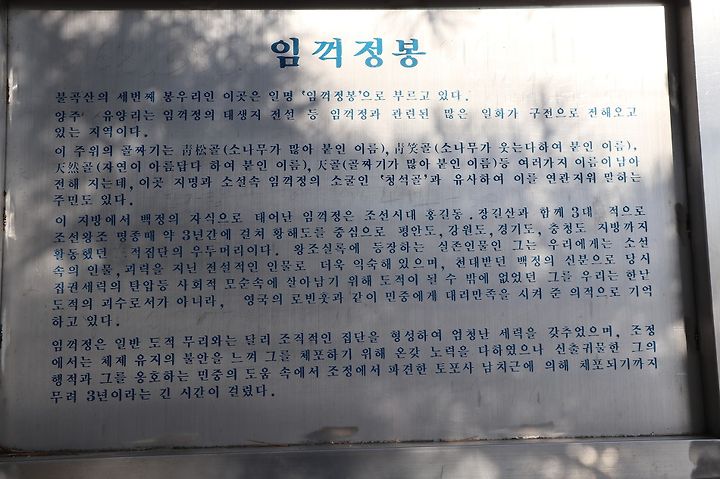 임꺽정봉
불곡산의 세번째 봉우리인 이곳은 일명 '임꺽정봉'으로 부르고 있다.
양주 유양리는 임꺽정의 태생지 전설 등 임꺽정과 관련된 많은 일화가 구전으로 전해오고
있는 지역이다.
이 주위의 골짜기는 靑松골(소나무가 많아 붙인 이름), 靑笑골(소나무가 웃는다하여 붙인 이름),
天然골(자연이 아름답다 하여 붙인 이름), 天골(골짜기가 많아 붙인 이름)등 여러가지 이름이 남아
전해 지는데, 이곳 지명과 소설속 임꺽정의 소굴인 '청석골'과 유사하여 이를 연관지워 말하는
주민도 있다.
이 지방에서 백정의 자식으로 태어난 임꺽정은 조선시대 홍길동·장길산과 함께 3대 적으로
조선왕조 명종때 약 3년간에 걸쳐 황해도를 중심으로 평안도, 강원도, 경기도, 충청도 지방까지
활동했던 적집단의 우두머리이다. 왕조실록에 등장하는 실존인물인 그는 우리에게는 소설
속의 인물, 괴력을 지닌 전설적인 인물로 더욱 익숙해 있으며, 천대받던 백정의 신분으로 당시
집권세력의 탄압등 사회적 모순속에 살아남기 위해 도적이 될 수 밖에 없었던 그를 우리는 한낱
도적의 괴수로서가 아니라, 영국의 로빈훗과 같이 민중에게 대리만족을 시켜 준 의적으로 기억
하고 있다.
임꺽정은 일반 도적 무리와는 달리 조직적인 집단을 형성하여 엄청난 세력을 갖추었으며, 조정
에서는 체제 유지의 불안을 느껴 그를 체포하기 위해 온갖 노력을 다하였으나 신출귀몰한 그의
행적과 그를 옹호하는 민중의 도움 속에서 조정에서 파견한 토포사 남치근에 의해 체포되기까지
무려 3년이라는 긴 시간이 걸렸다.